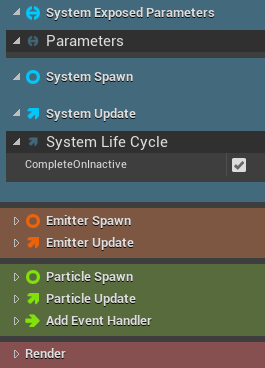 System Exposed Parameters
Parameters
System Spawn
System Update
System Life Cycle
CompleteOnInactive
Emitter Spawn
Emitter Update
Particle Spawn
Particle Update
Add Event Handler
Render